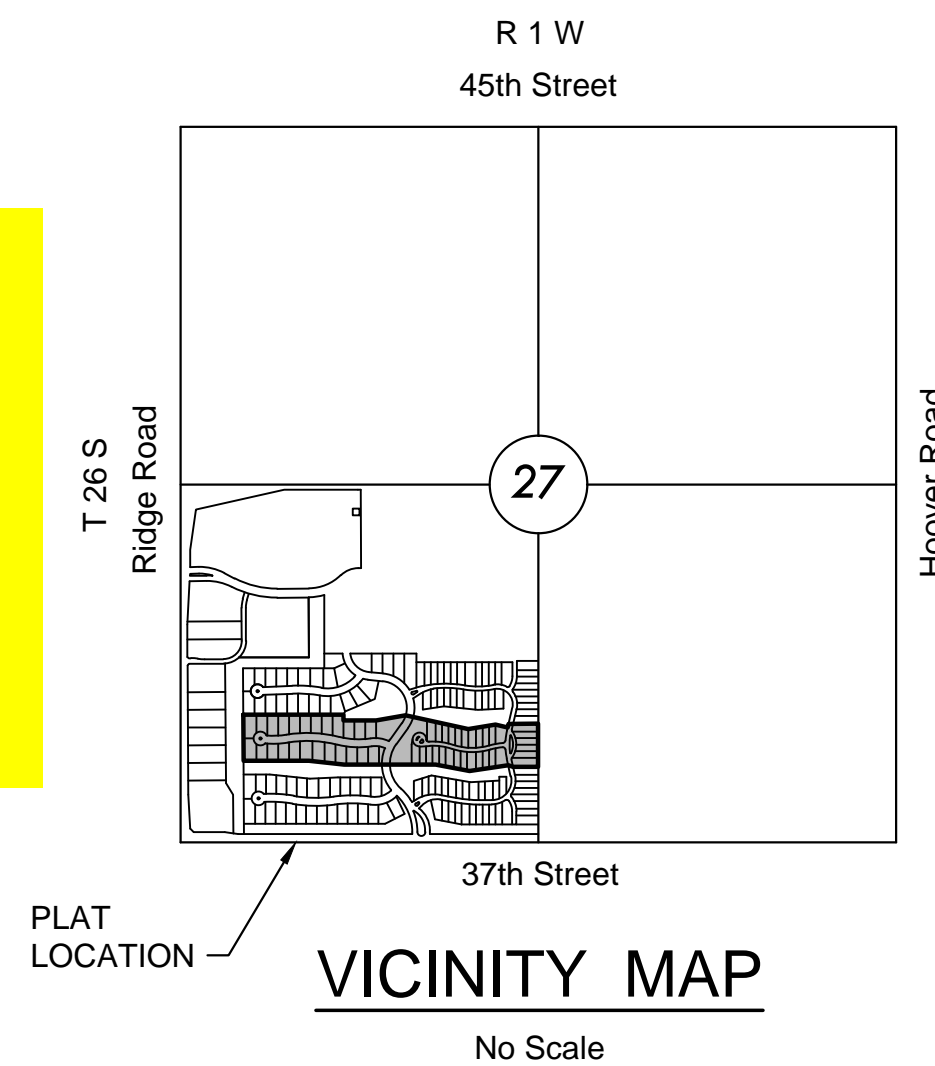 R 1 W
45th Street
T 26 S
Ridge Road
Hoover Road
27
37th Street
PLAT
LOCATION
VICINITY MAP
No Scale